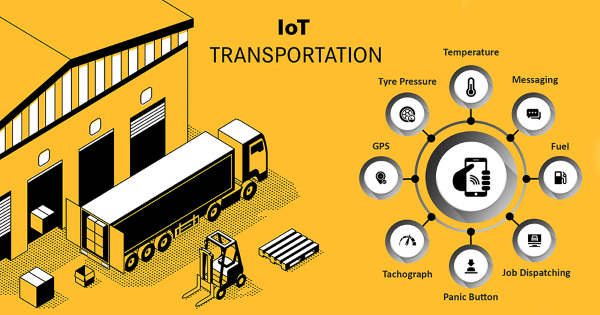 IoT
TRANSPORTATION
Temperature
Tyre Pressure
Messaging
GPS
Fuel
Tachograph
Job Dispatching
Panic Button